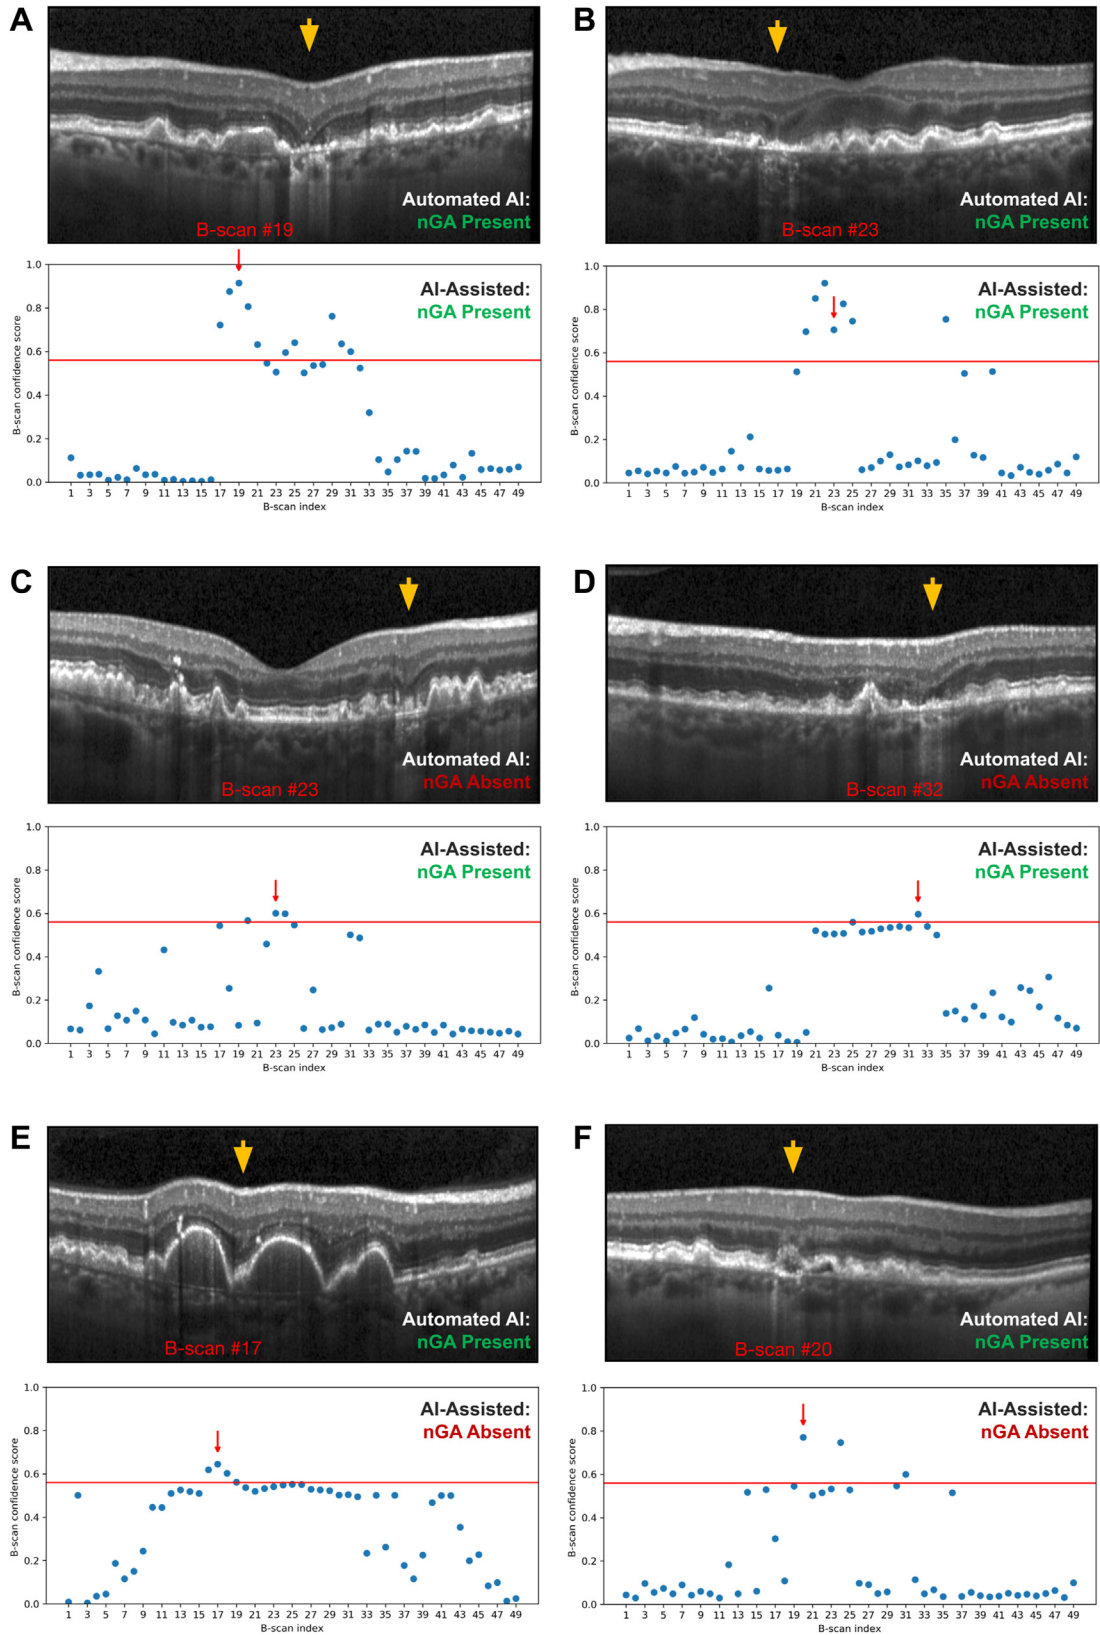 A
B-scan #19
Automated AI:
nGA Present
AI-Assisted:
nGA Present
B-scan confidence score
1.0
0.8
0.6
0.4
0.2
0.0
1 3 5 7 9 11 13 15 17 19 21 23 25 27 29 31 33 35 37 39 41 43 45 47 49
B-scan index
B
B-scan #23
Automated AI:
nGA Present
AI-Assisted:
nGA Present
B-scan confidence score
1.0
0.8
0.6
0.4
0.2
0.0
1 3 5 7 9 11 13 15 17 19 21 23 25 27 29 31 33 35 37 39 41 43 45 47 49
B-scan index
C
B-scan #23
Automated AI:
nGA Absent
AI-Assisted:
nGA Present
B-scan confidence score
1.0
0.8
0.6
0.4
0.2
0.0
1 3 5 7 9 11 13 15 17 19 21 23 25 27 29 31 33 35 37 39 41 43 45 47 49
B-scan index
D
B-scan #32
Automated AI:
nGA Absent
AI-Assisted:
nGA Present
B-scan confidence score
1.0
0.8
0.6
0.4
0.2
0.0
1 3 5 7 9 11 13 15 17 19 21 23 25 27 29 31 33 35 37 39 41 43 45 47 49
B-scan index
E
B-scan #17
Automated AI:
nGA Present
AI-Assisted:
nGA Absent
B-scan confidence score
1.0
0.8
0.6
0.4
0.2
0.0
1 3 5 7 9 11 13 15 17 19 21 23 25 27 29 31 33 35 37 39 41 43 45 47 49
B-scan index
F
B-scan #20
Automated AI:
nGA Present
AI-Assisted:
nGA Absent
B-scan confidence score
1.0
0.8
0.6
0.4
0.2
0.0
1 3 5 7 9 11 13 15 17 19 21 23 25 27 29 31 33 35 37 39 41 43 45 47 49
B-scan index